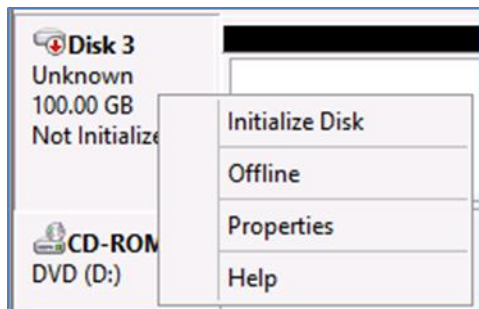 Disk 3
Unknown
100.00 GB
Not Initialize
Initialize Disk
Offline
Properties
Help
CD-ROM
DVD (D:)